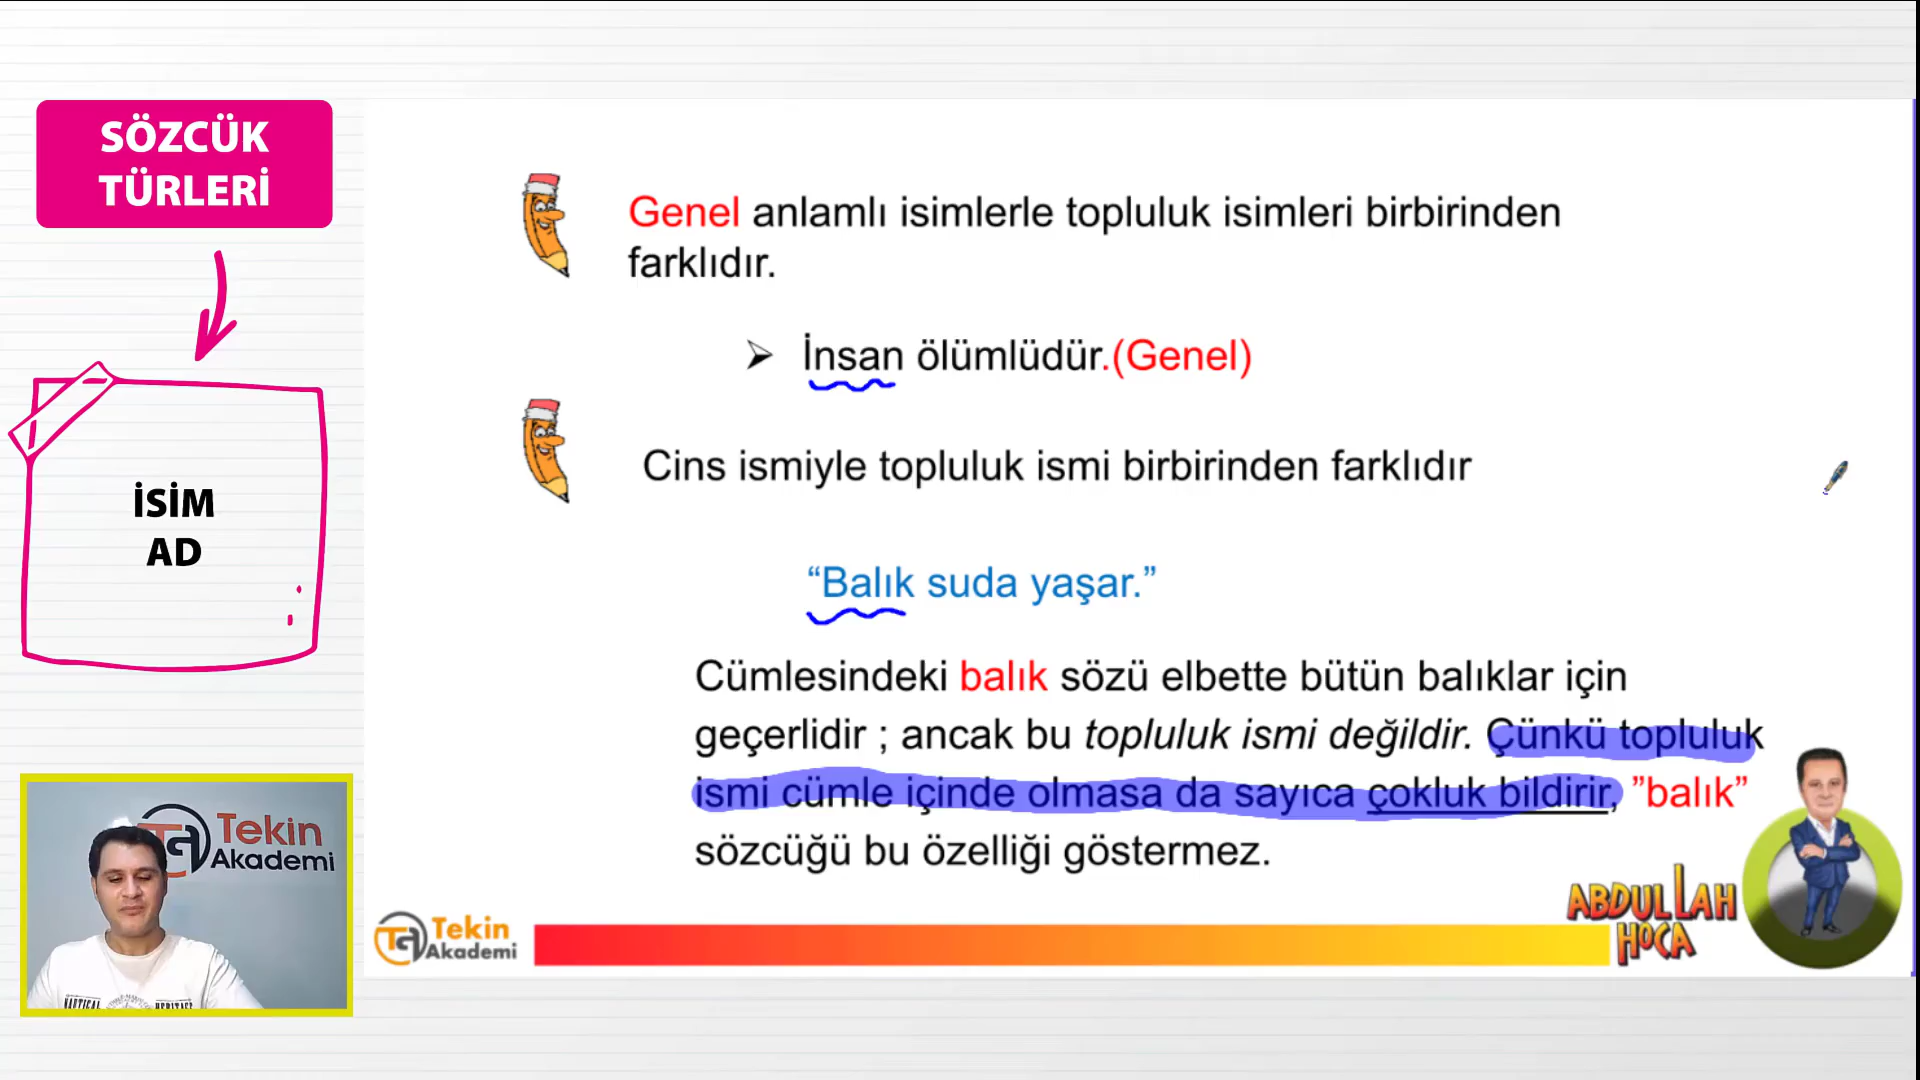 SÖZCÜK
TÜRLERİ
İSİM
AD
Genel anlamlı isimlerle topluluk isimleri birbirinden
farklıdır.
➢ İnsan ölümlüdür.(Genel)
Cins ismiyle topluluk ismi birbirinden farklıdır
“Balık suda yaşar.”
Cümlesindeki balık sözü elbette bütün balıklar için
geçerlidir ; ancak bu topluluk ismi değildir. Çünkü topluluk
ismi cümle içinde olmasa da sayıca çokluk bildirir, ”balık”
sözcüğü bu özelliği göstermez.
Tekin
Akademi
NAUTICAL HERITAGE
Tekin
Akademi
ABDULLAH
HOCA